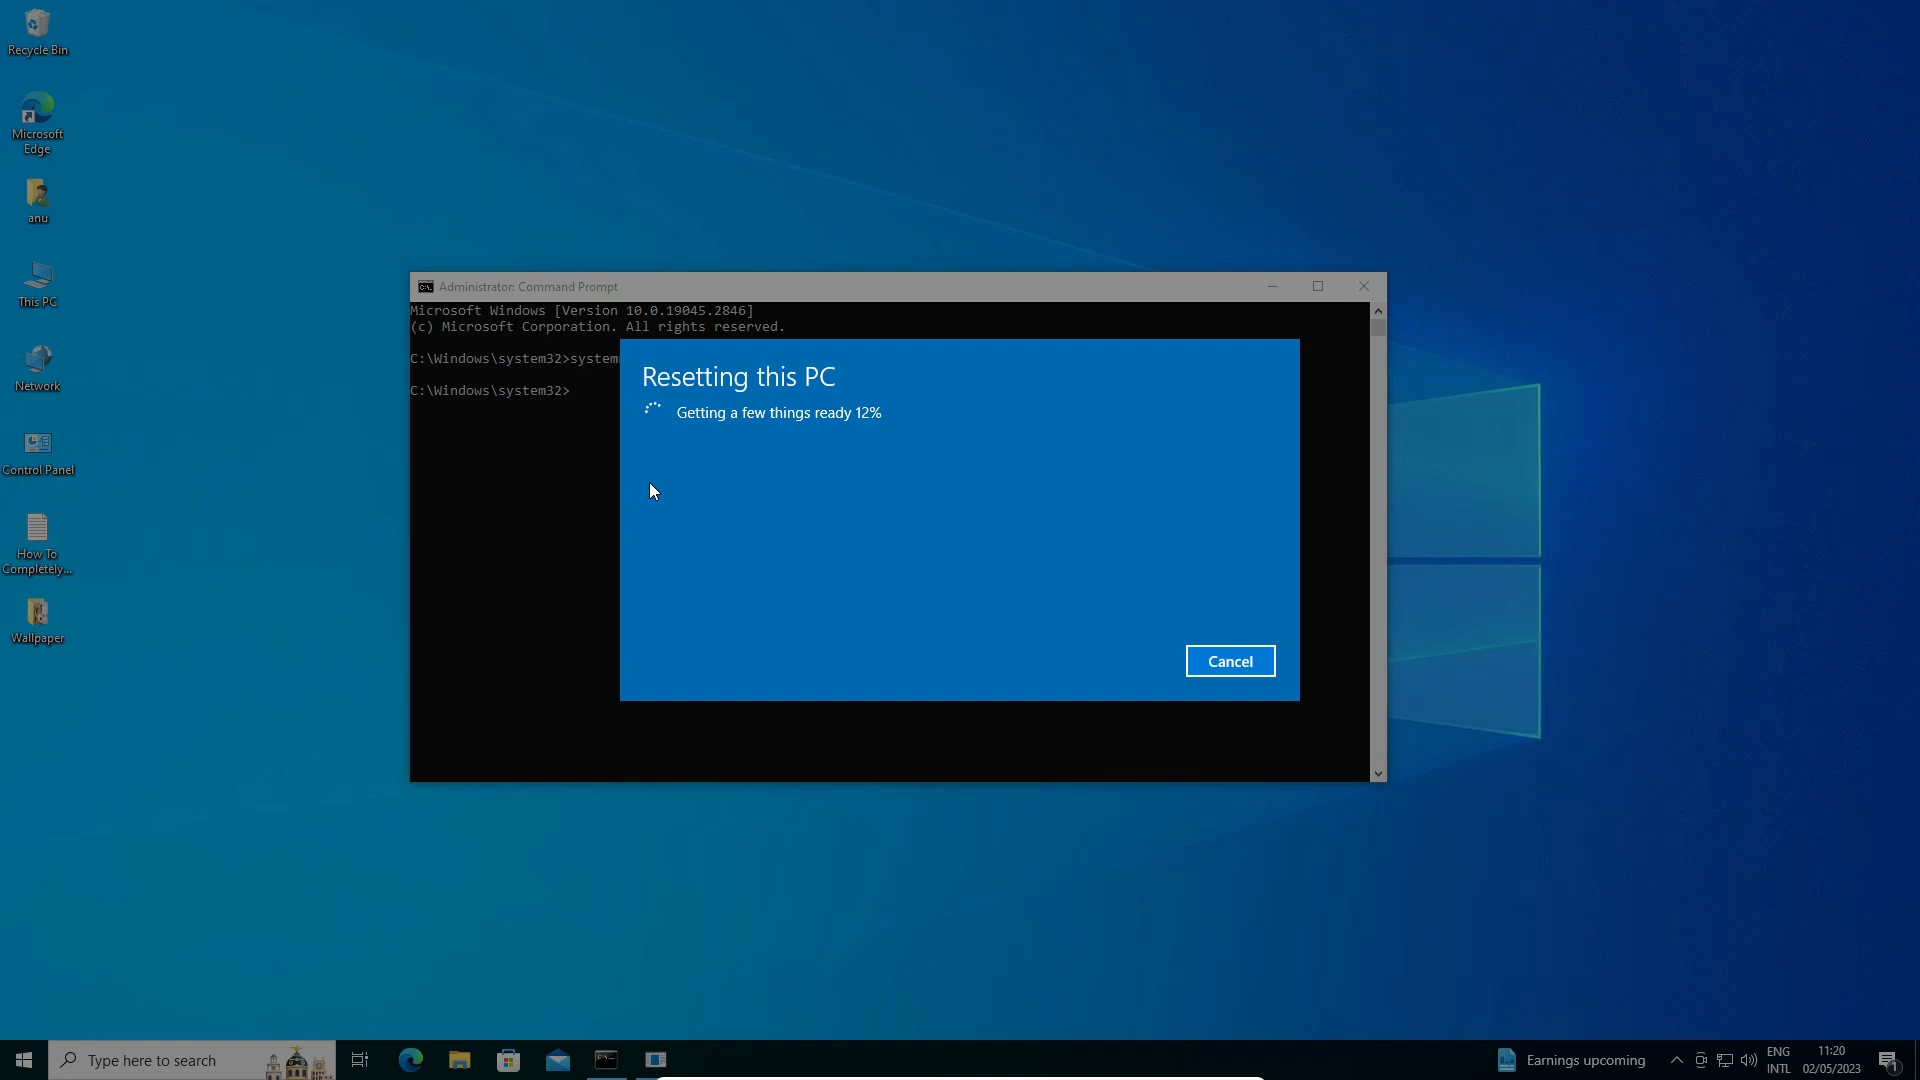 Recycle Bin
Microsoft
Edge
anu
This PC
Network
Control Panel
How To
Completely...
Wallpaper
Administrator: Command Prompt
Microsoft Windows [Version 10.0.19045.2846]
(c) Microsoft Corporation. All rights reserved.
C:\Windows\system32>system
C:\Windows\system32>
Resetting this PC
Getting a few things ready 12%
Cancel
Type here to search
Earnings upcoming
ENG
INTL
11:20
02/05/2023
1